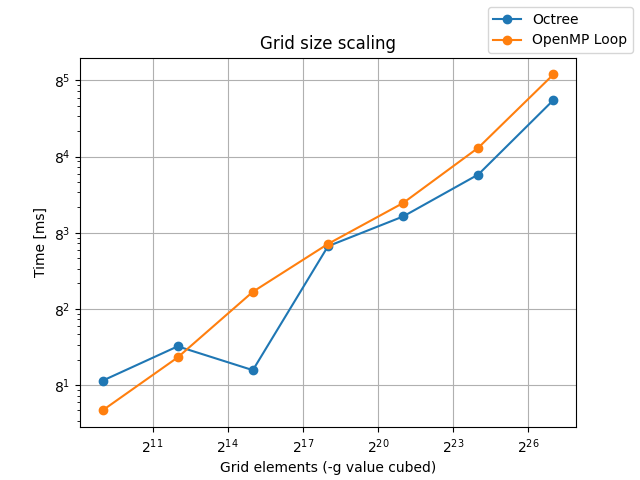 Octree
OpenMP Loop
Grid size scaling
Time [ms]
8⁵
8⁴
8³
8²
8¹
2¹¹ 2¹⁴ 2¹⁷ 2²⁰ 2²³ 2²⁶
Grid elements (-g value cubed)